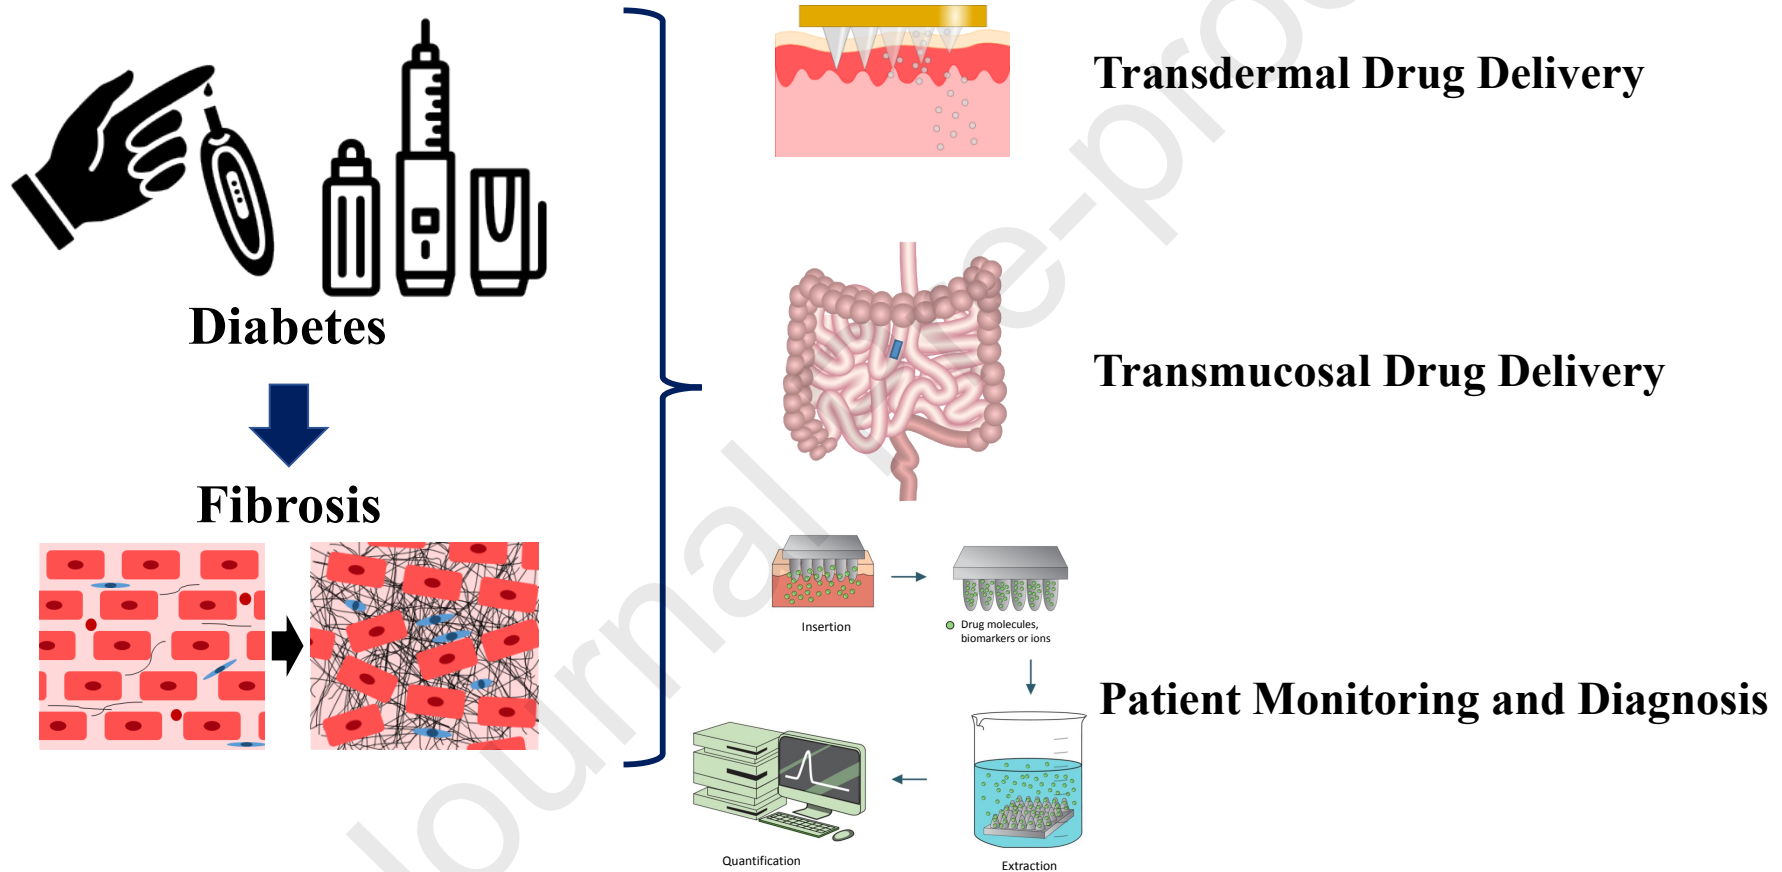 Diabetes
Fibrosis
Transdermal Drug Delivery
Transmucosal Drug Delivery
Insertion
Drug molecules,
biomarkers or ions
Patient Monitoring and Diagnosis
Quantification
Extraction
Journal Pre-proo